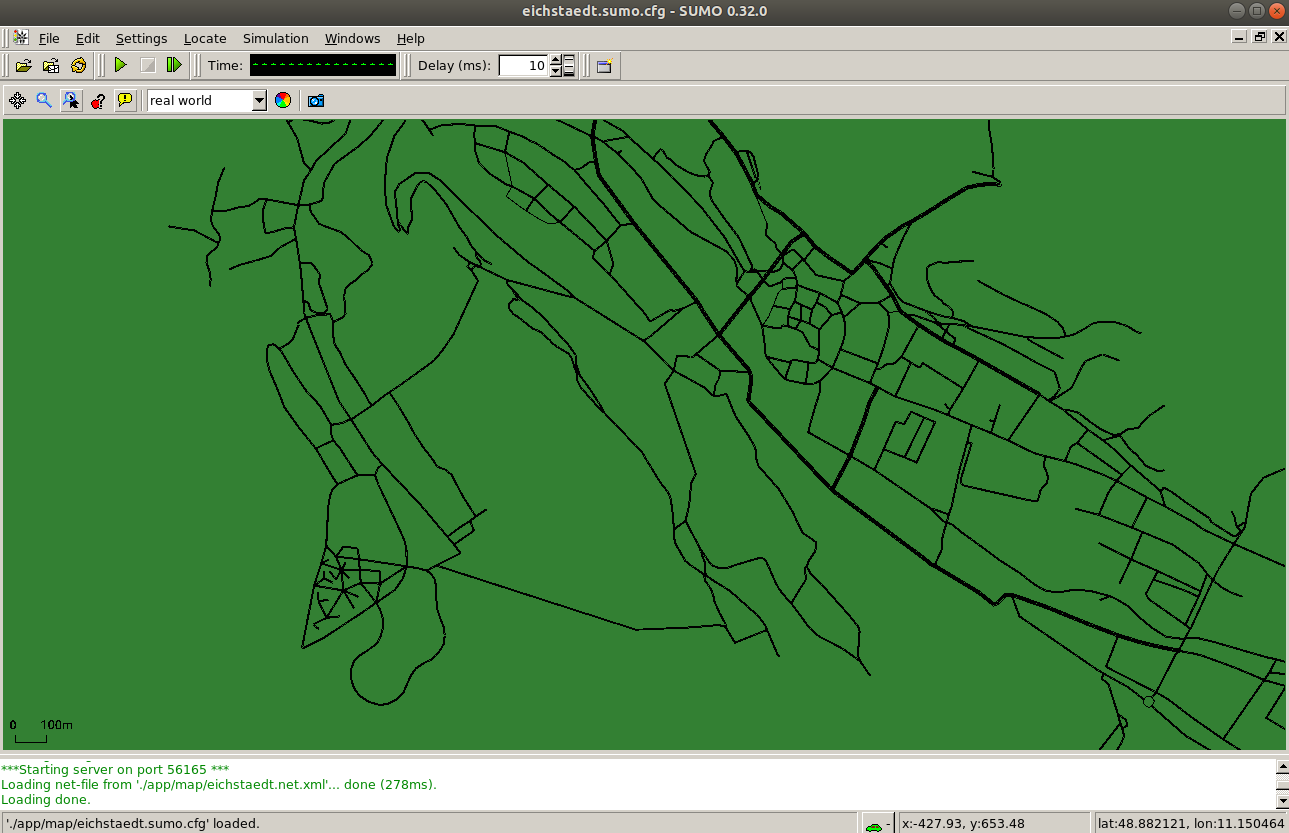 eichstaedt.sumo.cfg - SUMO 0.32.0
File Edit Settings Locate Simulation Windows Help
Time: Delay (ms): 10
real world
0 100m
***Starting server on port 56165 ***
Loading net-file from './app/map/eichstaedt.net.xml'... done (278ms).
Loading done.
'./app/map/eichstaedt.sumo.cfg' loaded. - x:-427.93, y:653.48 lat:48.882121, lon:11.150464